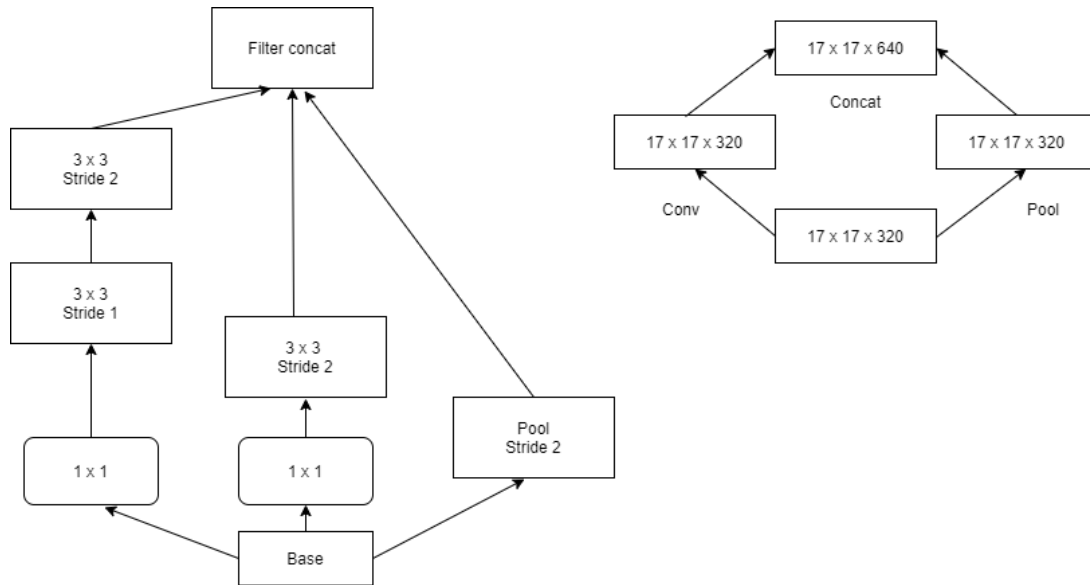 Filter concat
3 x 3
Stride 2
3 x 3
Stride 1
3 x 3
Stride 2
Pool
Stride 2
1 x 1
1 x 1
Base
17 x 17 x 640
Concat
17 x 17 x 320
17 x 17 x 320
Conv
Pool
17 x 17 x 320